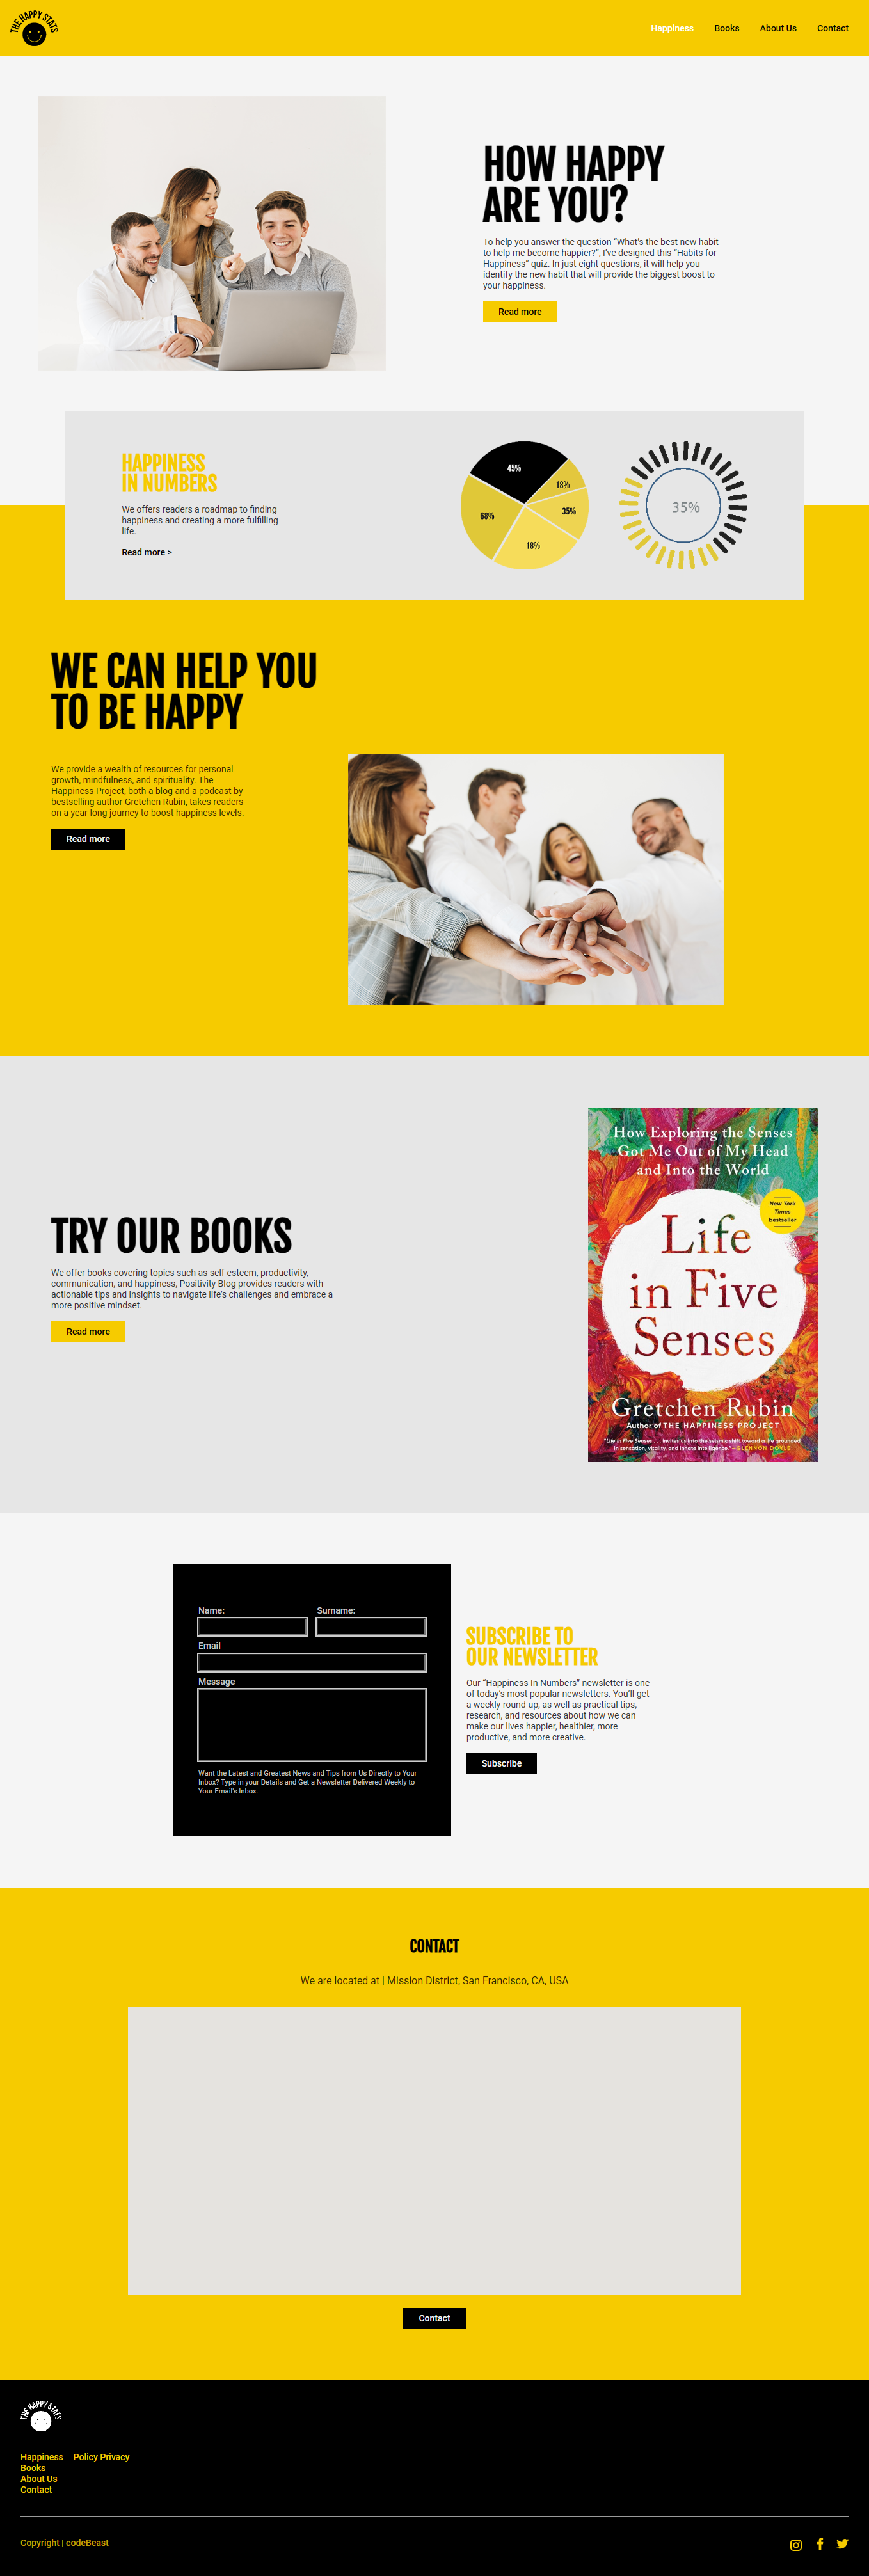 THE HAPPY STATS
Happiness
Books
About Us
Contact
HOW HAPPY
ARE YOU?
To help you answer the question “What’s the best new habit
to help me become happier?”, I’ve designed this “Habits for
Happiness” quiz. In just eight questions, it will help you
identify the new habit that will provide the biggest boost to
your happiness.
Read more
HAPPINESS
IN NUMBERS
We offers readers a roadmap to finding
happiness and creating a more fulfilling
life.
Read more >
45%
18%
35%
68%
18%
35%
WE CAN HELP YOU
TO BE HAPPY
We provide a wealth of resources for personal
growth, mindfulness, and spirituality. The
Happiness Project, both a blog and a podcast by
bestselling author Gretchen Rubin, takes readers
on a year-long journey to boost happiness levels.
Read more
How Exploring the Senses
Got Me Out of My Head
and Into the World
New York
Times
bestseller
Life
in Five
Senses
Gretchen Rubin
Author of THE HAPPINESS PROJECT
"Life in Five Senses . . . invites us into the seismic shift toward a life grounded
in sensation, vitality, and innate intelligence." —GLENNON DOYLE
TRY OUR BOOKS
We offer books covering topics such as self-esteem, productivity,
communication, and happiness, Positivity Blog provides readers with
actionable tips and insights to navigate life’s challenges and embrace a
more positive mindset.
Read more
Name:
Surname:
Email
Message
Want the Latest and Greatest News and Tips from Us Directly to Your
Inbox? Type in your Details and Get a Newsletter Delivered Weekly to
Your Email's Inbox.
SUBSCRIBE TO
OUR NEWSLETTER
Our “Happiness In Numbers” newsletter is one
of today’s most popular newsletters. You’ll get
a weekly round-up, as well as practical tips,
research, and resources about how we can
make our lives happier, healthier, more
productive, and more creative.
Subscribe
CONTACT
We are located at | Mission District, San Francisco, CA, USA
Contact
THE HAPPY STATS
Happiness
Policy Privacy
Books
About Us
Contact
Copyright | codeBeast